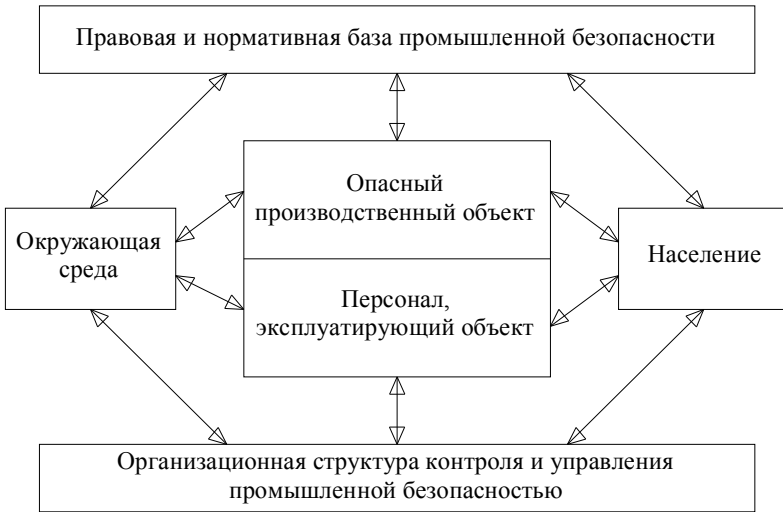 Правовая и нормативная база промышленной безопасности
Опасный
производственный объект
Окружающая
среда
Население
Персонал,
эксплуатирующий объект
Организационная структура контроля и управления
промышленной безопасностью